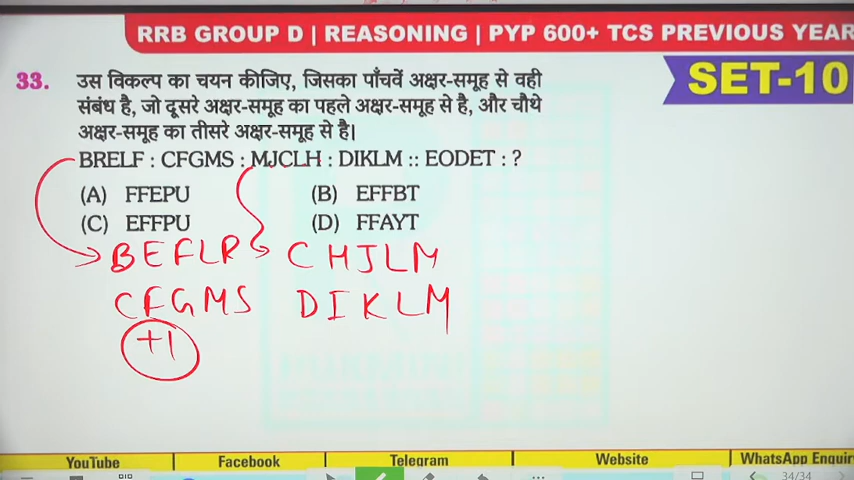 RRB GROUP D | REASONING | PYP 600+ TCS PREVIOUS YEAR
SET-10
33. उस विकल्प का चयन कीजिए, जिसका पाँचवें अक्षर-समूह से वही
संबंध है, जो दूसरे अक्षर-समूह का पहले अक्षर-समूह से है, और चौथे
अक्षर-समूह का तीसरे अक्षर-समूह से है।
BRELF : CFGMS : MJCLH : DIKLM :: EODET : ?
(A) FFEPU (B) EFFBT
(C) EFFPU (D) FFAYT
BEFLR CHJLM
CFGMS DIKLM
+1
YouTube Facebook Telegram Website WhatsApp Enquir
34/34